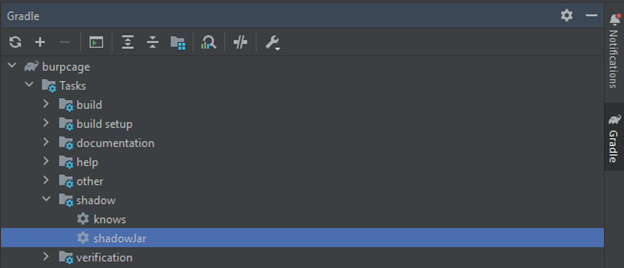 Gradle
burpcage
Tasks
build
build setup
documentation
help
other
shadow
knows
shadowJar
verification
Notifications
Gradle